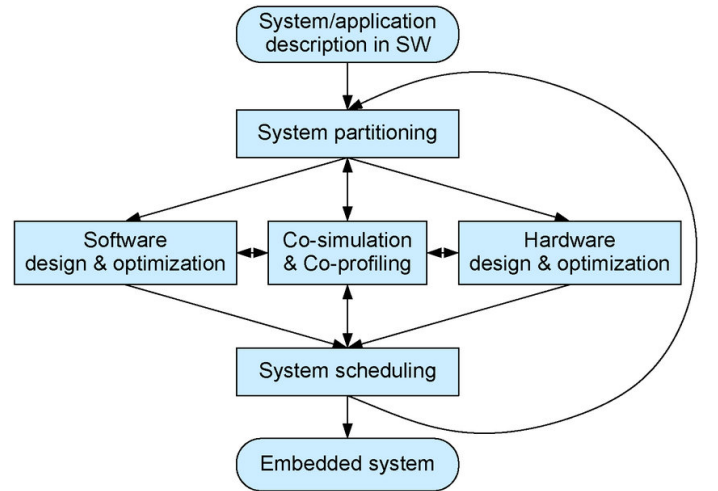 System/application
description in SW
System partitioning
Software
design & optimization
Co-simulation
& Co-profiling
Hardware
design & optimization
System scheduling
Embedded system